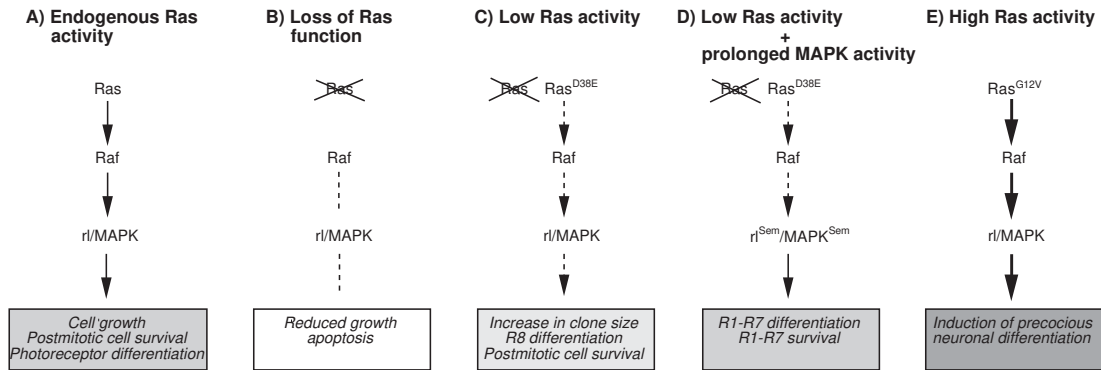 A) Endogenous Ras
activity
Ras
Raf
rl/MAPK
Cell growth
Postmitotic cell survival
Photoreceptor differentiation
B) Loss of Ras
function
Ras
Raf
rl/MAPK
Reduced growth
apoptosis
C) Low Ras activity
Ras Ras^D38E
Raf
rl/MAPK
Increase in clone size
R8 differentiation
Postmitotic cell survival
D) Low Ras activity
+
prolonged MAPK activity
Ras Ras^D38E
Raf
rl^Sem/MAPK^Sem
R1-R7 differentiation
R1-R7 survival
E) High Ras activity
Ras^G12V
Raf
rl/MAPK
Induction of precocious
neuronal differentiation